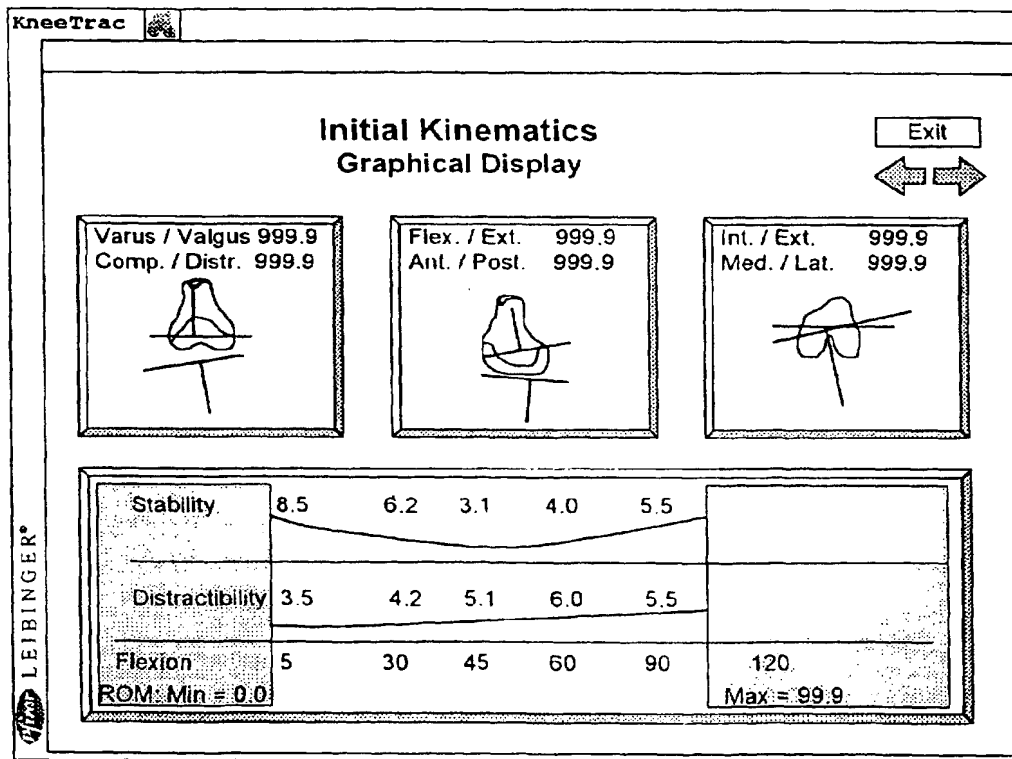 KneeTrac
Initial Kinematics
Graphical Display
Exit
Varus / Valgus 999.9
Comp. / Distr. 999.9
Flex. / Ext. 999.9
Ant. / Post. 999.9
Int. / Ext. 999.9
Med. / Lat. 999.9
Stability 8.5 6.2 3.1 4.0 5.5
Distractibility 3.5 4.2 5.1 6.0 5.5
Flexion 5 30 45 60 90 120
ROM: Min = 0.0 Max = 99.9
LEIBINGER®